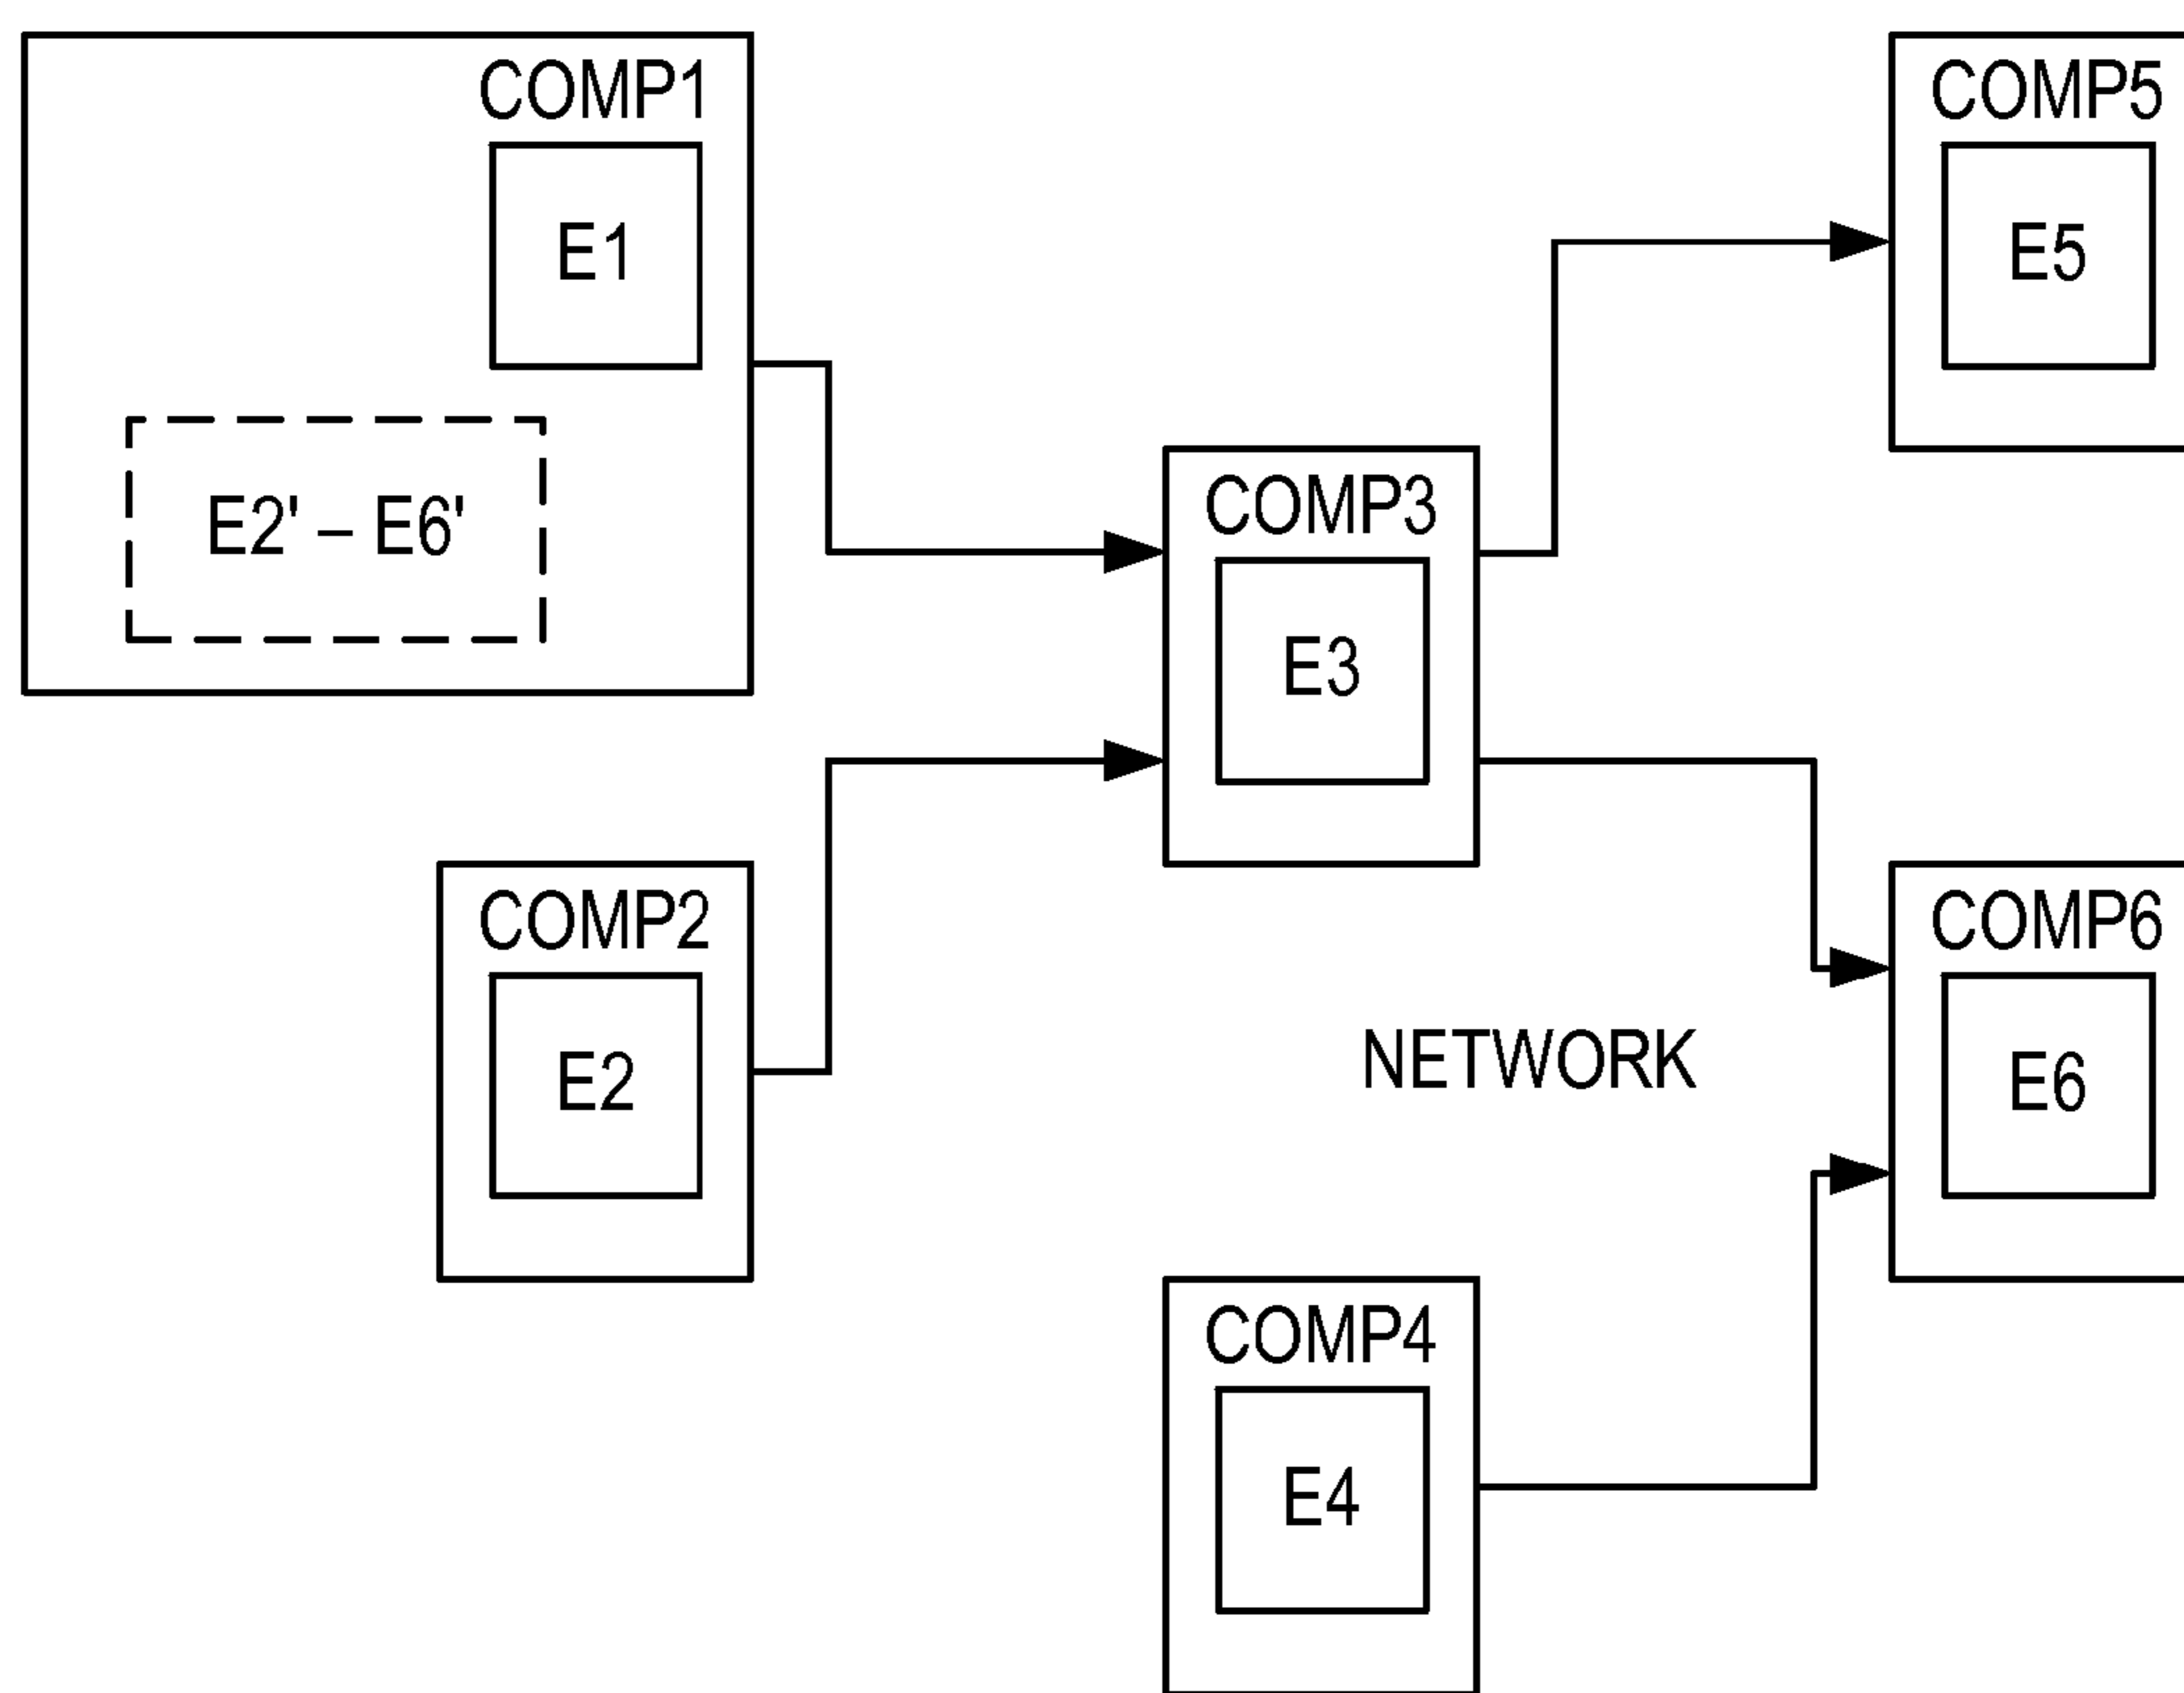 COMP1
E1
E2' – E6'
COMP2
E2
COMP3
E3
COMP4
E4
COMP5
E5
COMP6
E6
NETWORK